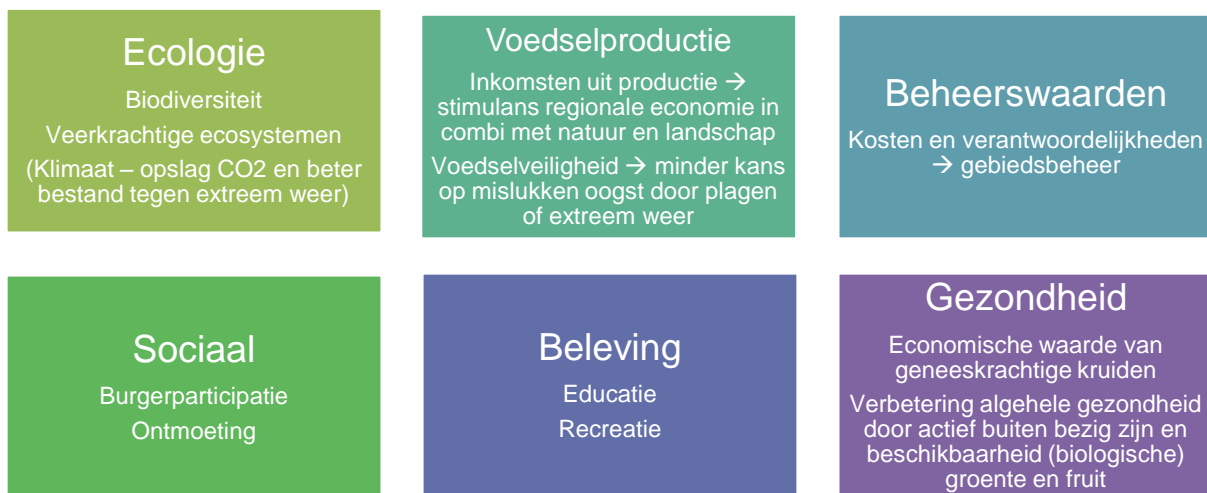 Ecologie
Biodiversiteit
Veerkrachtige ecosystemen
(Klimaat – opslag CO2 en beter
bestand tegen extreem weer)
Voedselproductie
Inkomsten uit productie →
stimulans regionale economie in
combi met natuur en landschap
Voedselveiligheid → minder kans
op mislukken oogst door plagen
of extreem weer
Beheerswaarden
Kosten en verantwoordelijkheden
→ gebiedsbeheer
Sociaal
Burgerparticipatie
Ontmoeting
Beleving
Educatie
Recreatie
Gezondheid
Economische waarde van
geneeskrachtige kruiden
Verbetering algehele gezondheid
door actief buiten bezig zijn en
beschikbaarheid (biologische)
groente en fruit